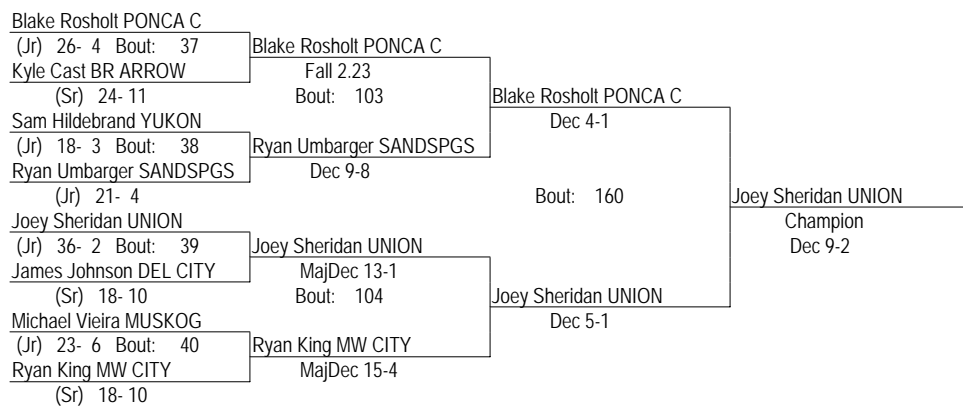 Blake Rosholt PONCA C
(Jr) 26- 4 Bout: 37
Kyle Cast BR ARROW
(Sr) 24- 11
Sam Hildebrand YUKON
(Jr) 18- 3 Bout: 38
Ryan Umbarger SANDSPGS
(Jr) 21- 4
Joey Sheridan UNION
(Jr) 36- 2 Bout: 39
James Johnson DEL CITY
(Sr) 18- 10
Michael Vieira MUSKOG
(Jr) 23- 6 Bout: 40
Ryan King MW CITY
(Sr) 18- 10
Blake Rosholt PONCA C
Fall 2.23
Bout: 103
Ryan Umbarger SANDSPGS
Dec 9-8
Joey Sheridan UNION
MajDec 13-1
Bout: 104
Ryan King MW CITY
MajDec 15-4
Blake Rosholt PONCA C
Dec 4-1
Bout: 160
Joey Sheridan UNION
Dec 5-1
Joey Sheridan UNION
Champion
Dec 9-2